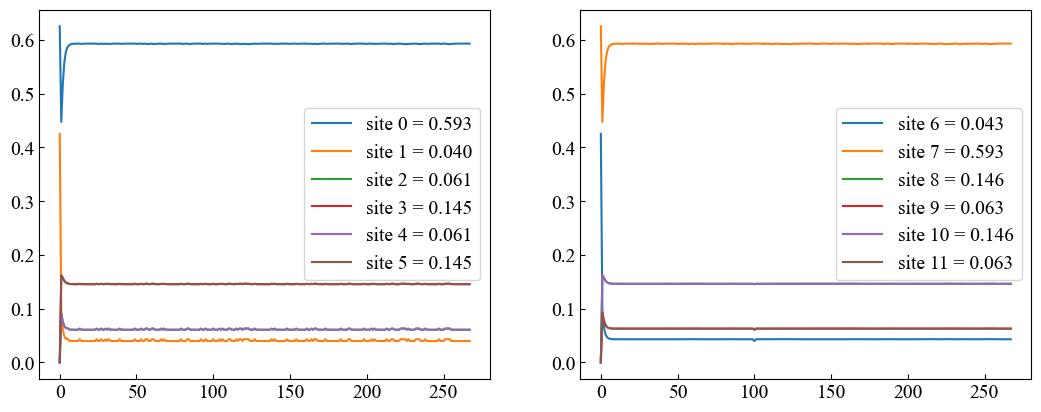 0.6
0.5
0.4
0.3
0.2
0.1
0.0
0
50
100
150
200
250
site 0 = 0.593
site 1 = 0.040
site 2 = 0.061
site 3 = 0.145
site 4 = 0.061
site 5 = 0.145
0.6
0.5
0.4
0.3
0.2
0.1
0.0
0
50
100
150
200
250
site 6 = 0.043
site 7 = 0.593
site 8 = 0.146
site 9 = 0.063
site 10 = 0.146
site 11 = 0.063